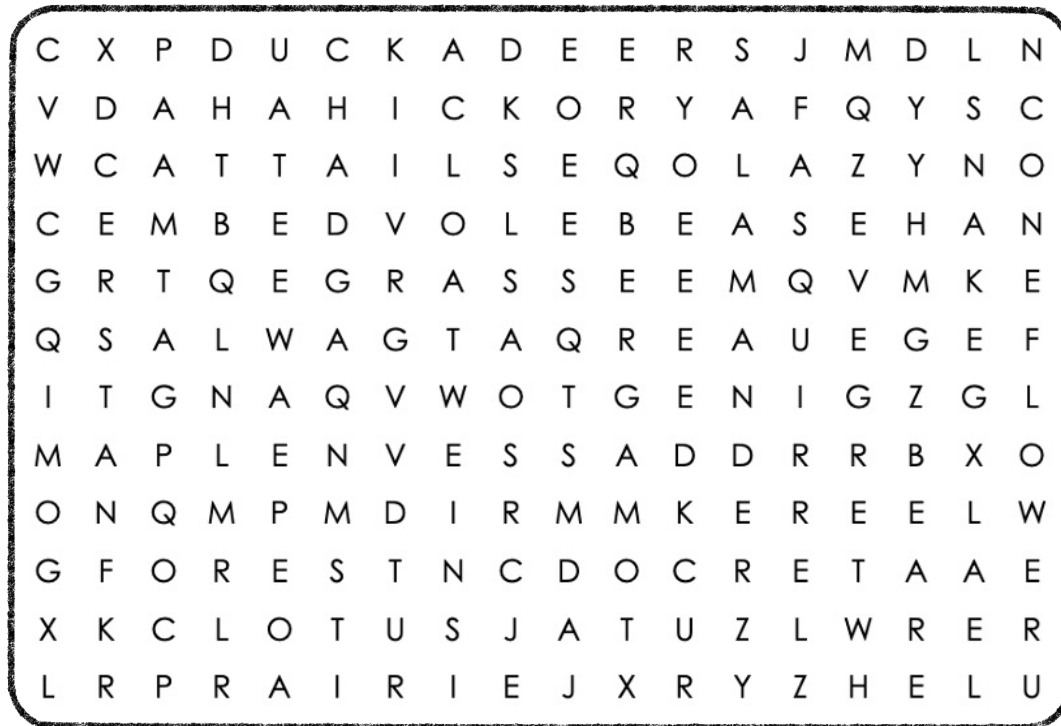 C X P D U C K A D E E R S J M D L N
V D A H A H I C K O R Y A F Q Y S C
W C A T T A I L S E Q O L A Z Y N O
C E M B E D V O L E B E A S E H A N
G R T Q E G R A S S E E M Q V M K E
Q S A L W A G T A Q R E A U E G E F
I T G N A Q V W O T G E N I G Z G L
M A P L E N V E S S A D D R R B X O
O N Q M P M D I R M M K E R E E L W
G F O R E S T N C D O C R E T A A E
X K C L O T U S J A T U Z L W R E R
L R P R A I R I E J X R Y Z H E L U